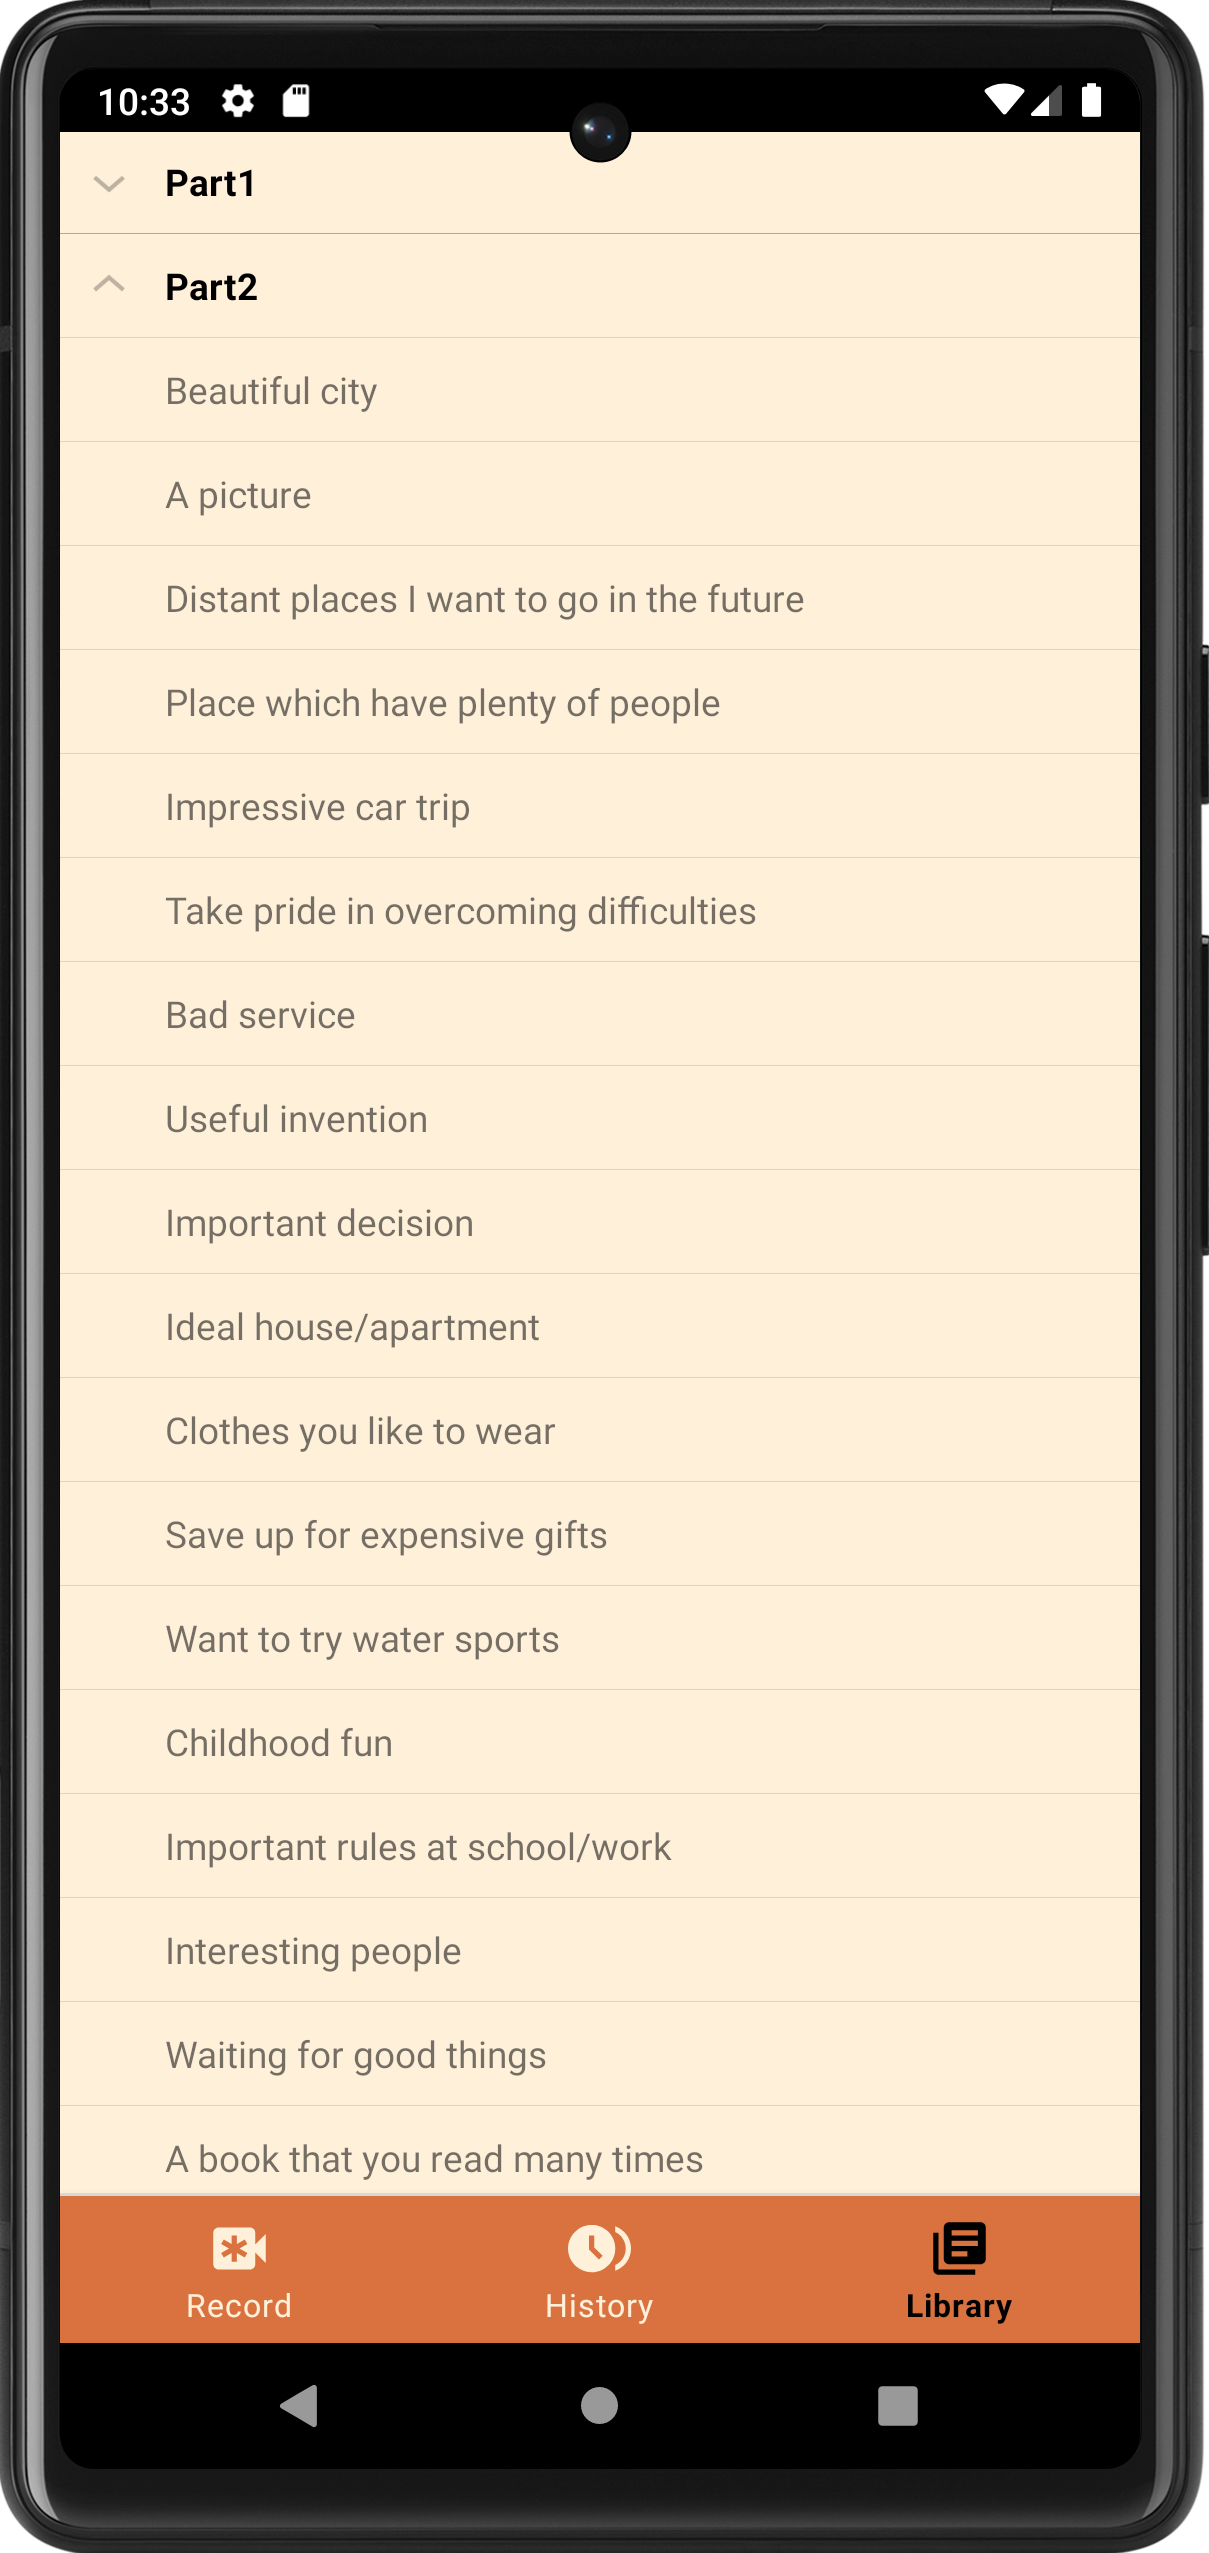 10:33
Part1
Part2
Beautiful city
A picture
Distant places I want to go in the future
Place which have plenty of people
Impressive car trip
Take pride in overcoming difficulties
Bad service
Useful invention
Important decision
Ideal house/apartment
Clothes you like to wear
Save up for expensive gifts
Want to try water sports
Childhood fun
Important rules at school/work
Interesting people
Waiting for good things
A book that you read many times
Record History Library